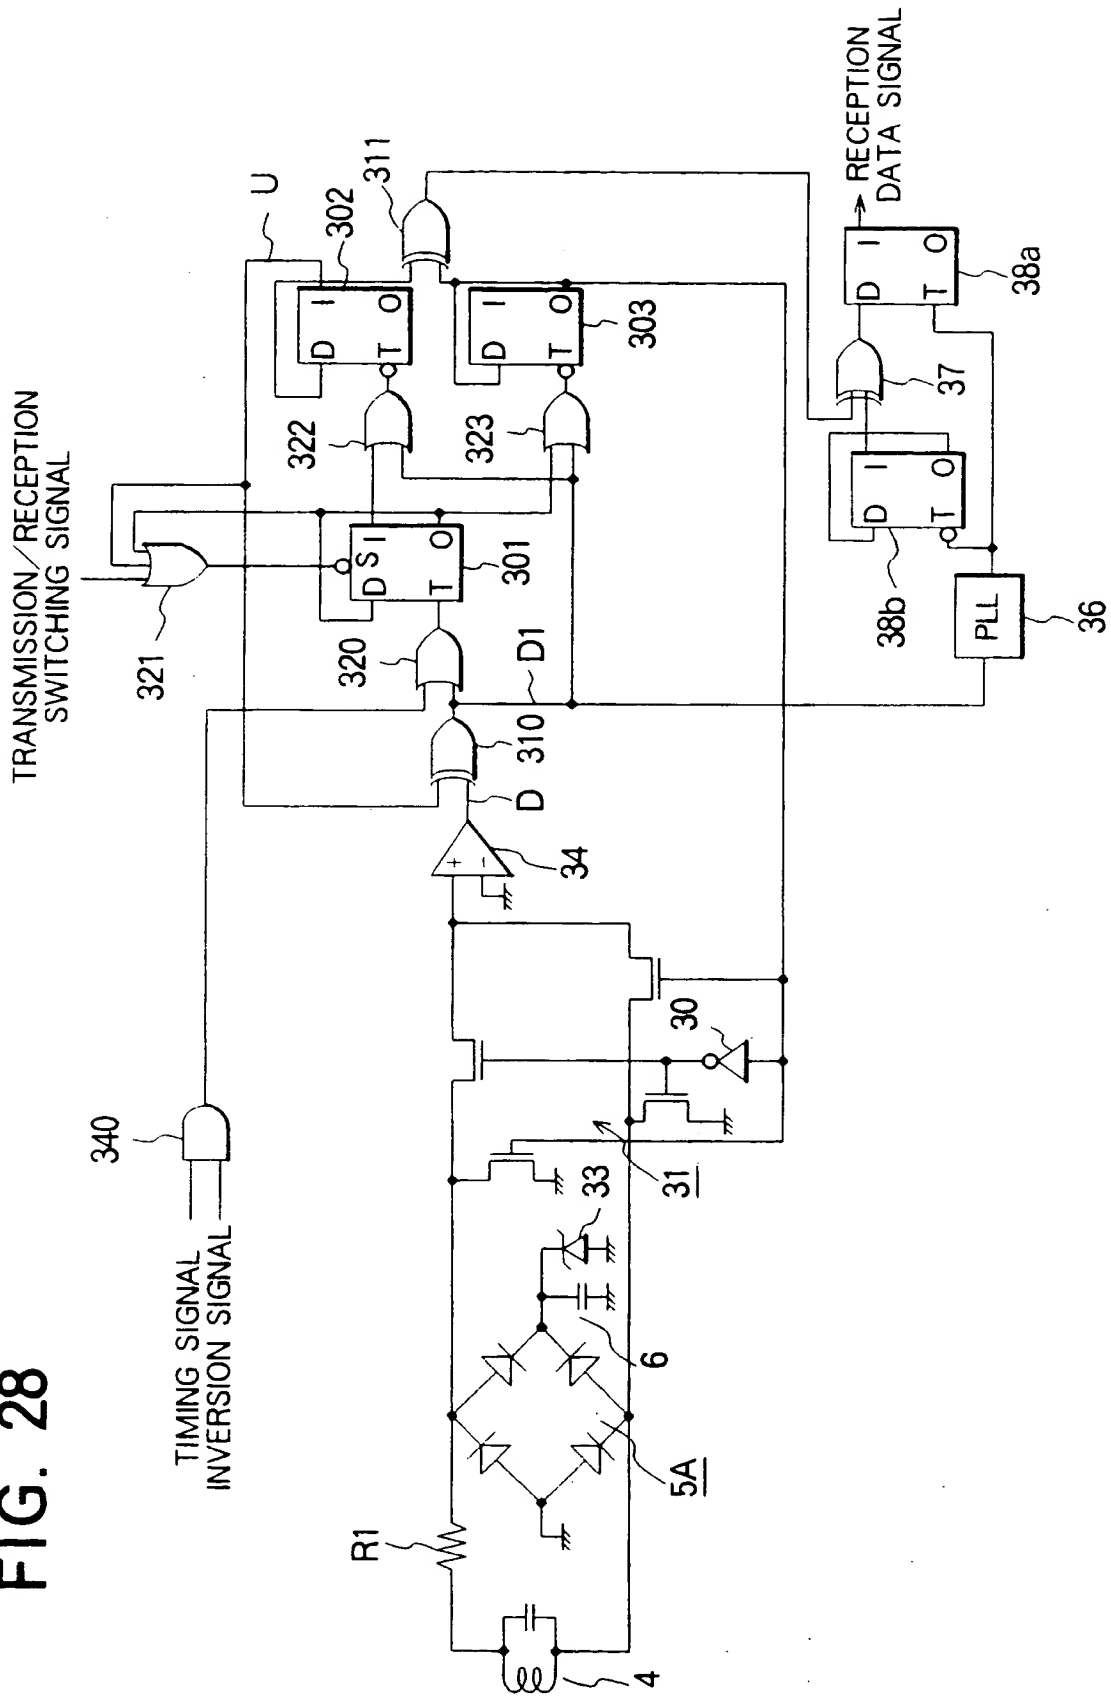 FIG. 28
TRANSMISSION/RECEPTION
SWITCHING SIGNAL
TIMING SIGNAL
INVERSION SIGNAL
340
321
U
D
I
T
O
302
311
322
S
D
I
T
O
301
323
D
I
T
O
303
320
D1
310
D
34
+
-
R1
4
5A
6
33
31
30
RECEPTION
DATA SIGNAL
D
I
T
O
38a
37
D
I
T
O
38b
PLL
36